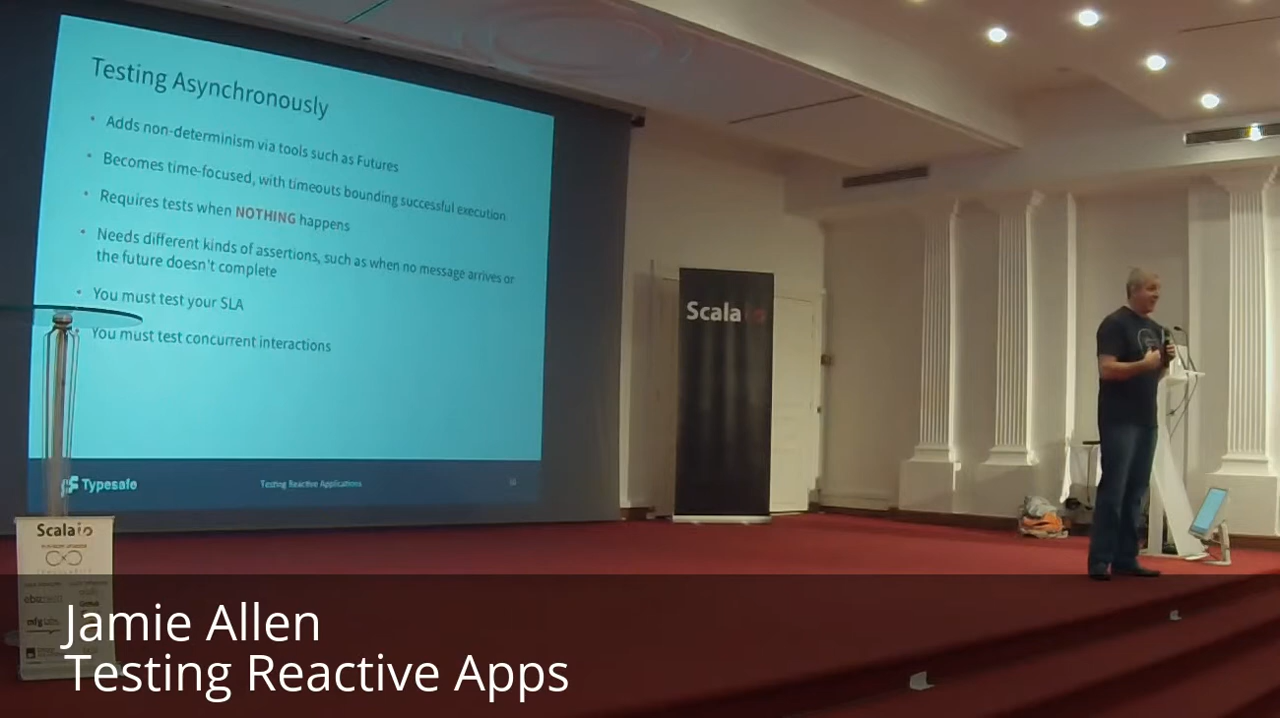 Testing Asynchronously
Adds non-determinism via tools such as Futures
Becomes time-focused, with timeouts bounding successful execution
Requires tests when NOTHING happens
Needs different kinds of assertions, such as when no message arrives or
the future doesn't complete
You must test your SLA
You must test concurrent interactions
Typesafe
Testing Reactive Applications
Scala io
Scala io
Jamie Allen
Testing Reactive Apps